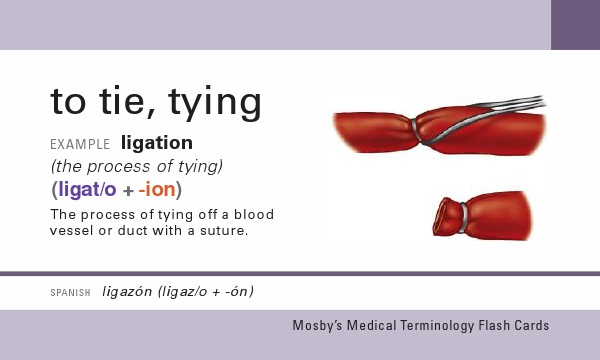 to tie, tying
EXAMPLE ligation
(the process of tying)
(ligat/o + -ion)
The process of tying off a blood
vessel or duct with a suture.
SPANISH ligazón (ligaz/o + -ón)
Mosby's Medical Terminology Flash Cards